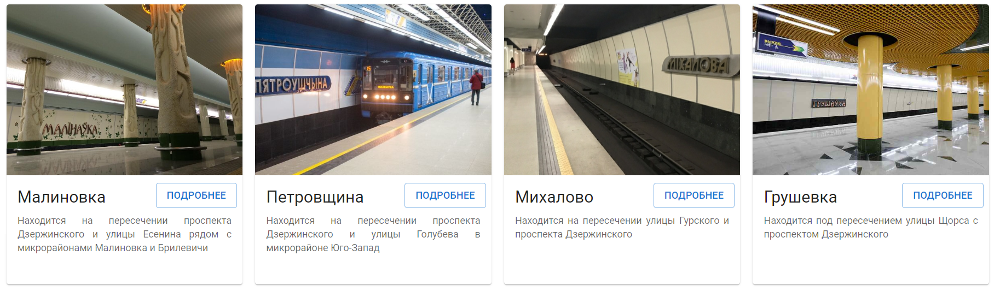 МАЛІНАЎКА
ПЯТРОЎШЧЫНА
15
МАЛІНАЎКА
МІХАЛОВА
ВЫХАД
ГРУШАЎКА
Малиновка
ПОДРОБНЕЕ
Находится на пересечении проспекта
Дзержинского и улицы Есенина рядом с
микрорайонами Малиновка и Брилевичи
Петровщина
ПОДРОБНЕЕ
Находится на пересечении проспекта
Дзержинского и улицы Голубева в
микрорайоне Юго-Запад
Михалово
ПОДРОБНЕЕ
Находится на пересечении улицы Гурского и
проспекта Дзержинского
Грушевка
ПОДРОБНЕЕ
Находится под пересечением улицы Щорса с
проспектом Дзержинского